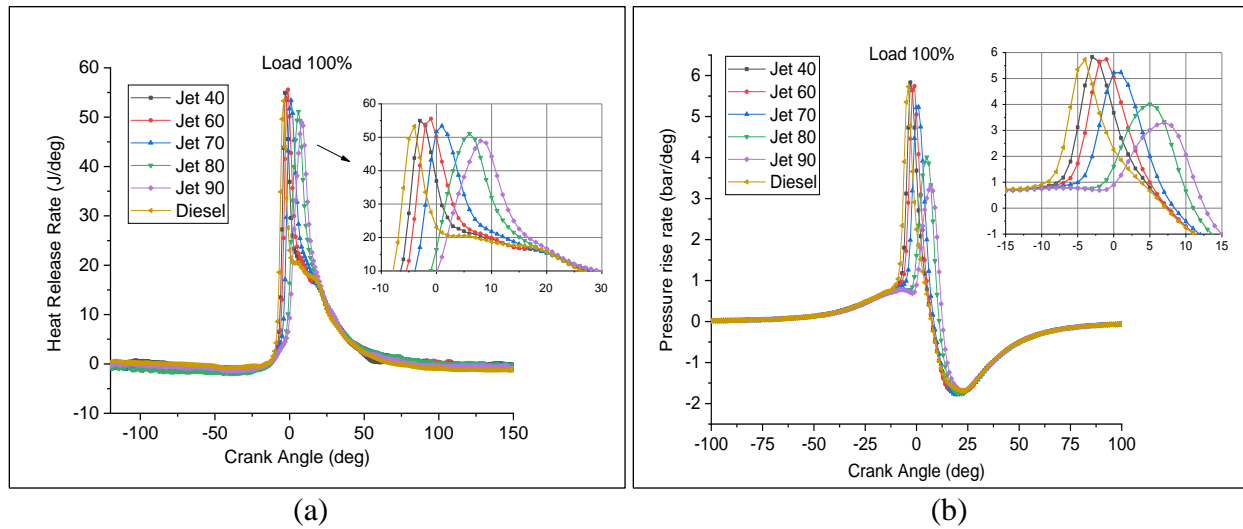 Load 100%
Jet 40
Jet 60
Jet 70
Jet 80
Jet 90
Diesel
Heat Release Rate (J/deg)
60
50
40
30
20
10
0
-10
-100
-50
0
50
100
150
Crank Angle (deg)
60
50
40
30
20
10
-10
0
10
20
30
(a)
Load 100%
Jet 40
Jet 60
Jet 70
Jet 80
Jet 90
Diesel
Pressure rise rate (bar/deg)
6
5
4
3
2
1
0
-1
-2
-100
-75
-50
-25
0
25
50
75
100
Crank Angle (deg)
6
5
4
3
2
1
0
-1
-15
-10
-5
0
5
10
15
(b)